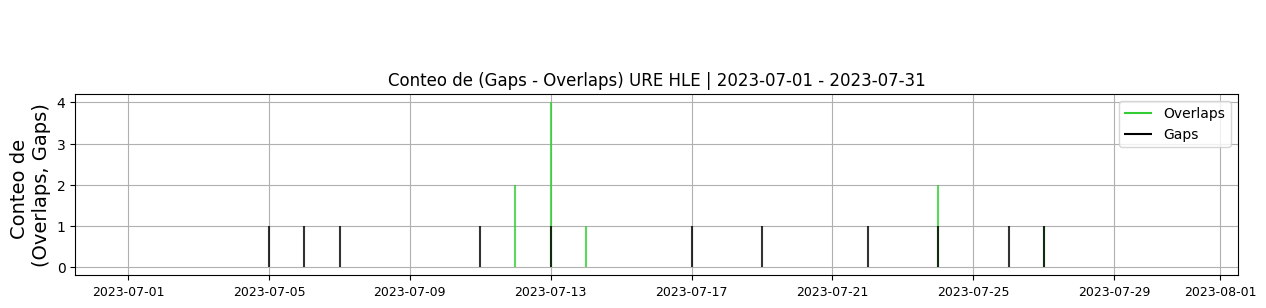 Conteo de (Gaps - Overlaps) URE HLE | 2023-07-01 - 2023-07-31
Conteo de
(Overlaps, Gaps)
4
3
2
1
0
Overlaps
Gaps
2023-07-01
2023-07-05
2023-07-09
2023-07-13
2023-07-17
2023-07-21
2023-07-25
2023-07-29
2023-08-01